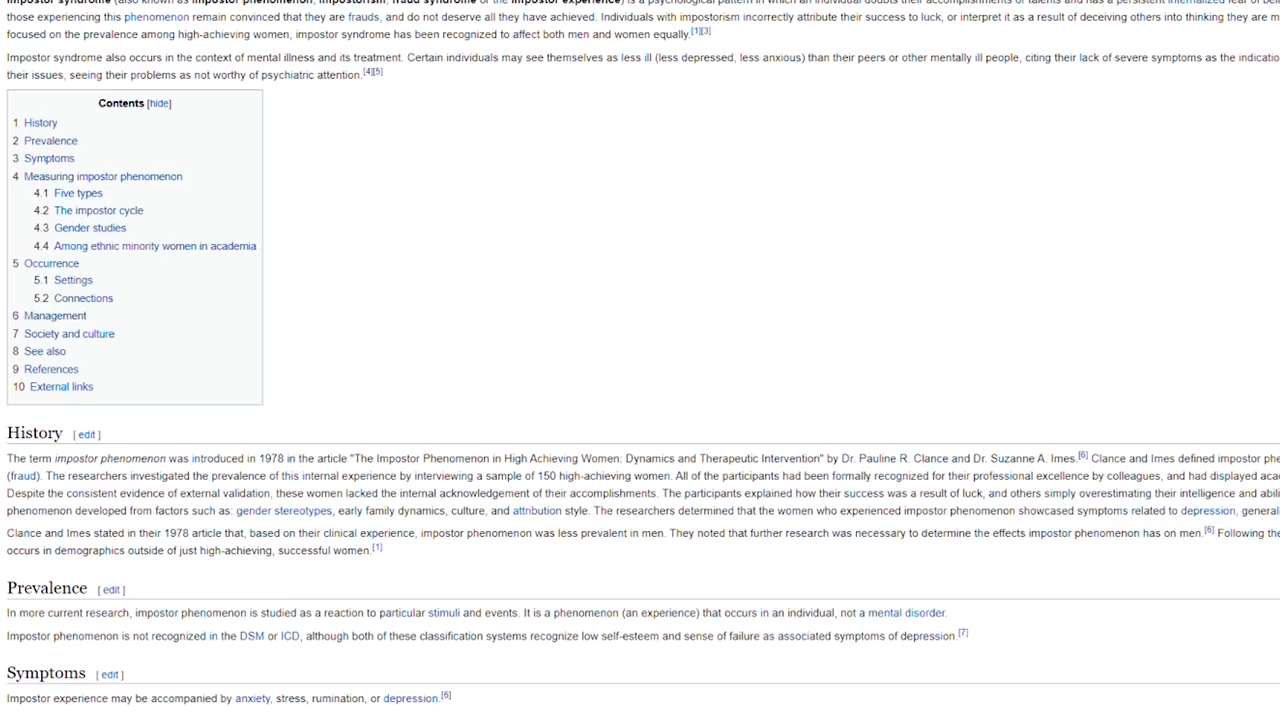 impostor syndrome (also known as impostor phenomenon, impostorism, fraud syndrome or the impostor experience) is a psychological pattern in which an individual doubts their accomplishments or talents and has a persistent internalized fear of
those experiencing this phenomenon remain convinced that they are frauds, and do not deserve all they have achieved. Individuals with impostorism incorrectly attribute their success to luck, or interpret it as a result of deceiving others into thinking they are
focused on the prevalence among high-achieving women, impostor syndrome has been recognized to affect both men and women equally.[1][3]
Impostor syndrome also occurs in the context of mental illness and its treatment. Certain individuals may see themselves as less ill (less depressed, less anxious) than their peers or other mentally ill people, citing their lack of severe symptoms as the indicatio
their issues, seeing their problems as not worthy of psychiatric attention.[4][5]
Contents [hide]
1 History
2 Prevalence
3 Symptoms
4 Measuring impostor phenomenon
4.1 Five types
4.2 The impostor cycle
4.3 Gender studies
4.4 Among ethnic minority women in academia
5 Occurrence
5.1 Settings
5.2 Connections
6 Management
7 Society and culture
8 See also
9 References
10 External links
History [ edit ]
The term impostor phenomenon was introduced in 1978 in the article "The Impostor Phenomenon in High Achieving Women: Dynamics and Therapeutic Intervention" by Dr. Pauline R. Clance and Dr. Suzanne A. Imes.[6] Clance and Imes defined impostor phe
(fraud). The researchers investigated the prevalence of this internal experience by interviewing a sample of 150 high-achieving women. All of the participants had been formally recognized for their professional excellence by colleagues, and had displayed aca
Despite the consistent evidence of external validation, these women lacked the internal acknowledgement of their accomplishments. The participants explained how their success was a result of luck, and others simply overestimating their intelligence and abili
phenomenon developed from factors such as: gender stereotypes, early family dynamics, culture, and attribution style. The researchers determined that the women who experienced impostor phenomenon showcased symptoms related to depression, general
Clance and Imes stated in their 1978 article that, based on their clinical experience, impostor phenomenon was less prevalent in men. They noted that further research was necessary to determine the effects impostor phenomenon has on men.[6] Following the
occurs in demographics outside of just high-achieving, successful women.[1]
Prevalence [ edit ]
In more current research, impostor phenomenon is studied as a reaction to particular stimuli and events. It is a phenomenon (an experience) that occurs in an individual, not a mental disorder.
Impostor phenomenon is not recognized in the DSM or ICD, although both of these classification systems recognize low self-esteem and sense of failure as associated symptoms of depression.[7]
Symptoms [ edit ]
Impostor experience may be accompanied by anxiety, stress, rumination, or depression.[6]